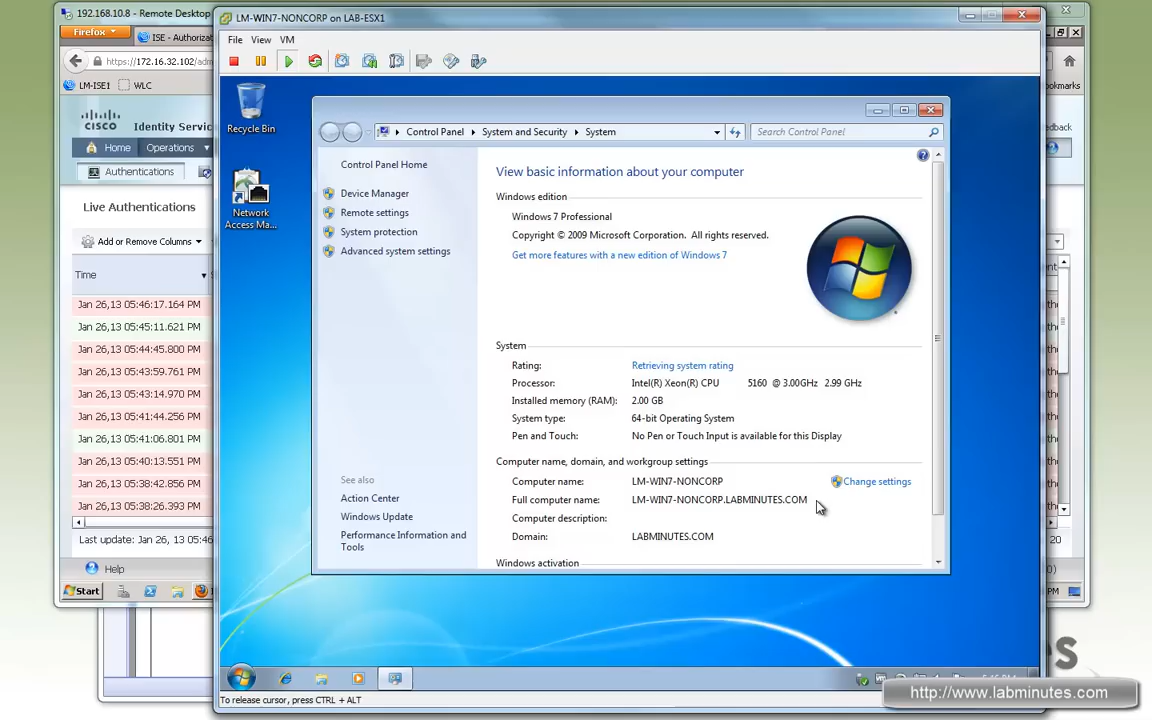 192.168.10.8 - Remote Desktop
LM-WIN7-NONCORP on LAB-ESX1
Firefox
ISE - Authorizat
File View VM
https://172.16.32.102/adm
LM-ISE1 WLC
okmarks
Recycle Bin
CISCO Identity Servic
Home Operations
Authentications
Network
Access Ma...
Live Authentications
Add or Remove Columns
Time
Jan 26,13 05:46:17.164 PM
Jan 26,13 05:45:11.621 PM
Jan 26,13 05:44:45.800 PM
Jan 26,13 05:43:59.761 PM
Jan 26,13 05:43:14.970 PM
Jan 26,13 05:41:44.256 PM
Jan 26,13 05:41:06.801 PM
Jan 26,13 05:40:13.551 PM
Jan 26,13 05:38:42.856 PM
Jan 26,13 05:38:26.393 PM
Last update: Jan 26, 13 05:46
Help
Start
Control Panel System and Security System
Search Control Panel
Control Panel Home
Device Manager
Remote settings
System protection
Advanced system settings
See also
Action Center
Windows Update
Performance Information and
Tools
View basic information about your computer
Windows edition
Windows 7 Professional
Copyright © 2009 Microsoft Corporation. All rights reserved.
Get more features with a new edition of Windows 7
System
Rating: Retrieving system rating
Processor: Intel(R) Xeon(R) CPU 5160 @ 3.00GHz 2.99 GHz
Installed memory (RAM): 2.00 GB
System type: 64-bit Operating System
Pen and Touch: No Pen or Touch Input is available for this Display
Computer name, domain, and workgroup settings
Computer name: LM-WIN7-NONCORP Change settings
Full computer name: LM-WIN7-NONCORP.LABMINUTES.COM
Computer description:
Domain: LABMINUTES.COM
Windows activation
edback
20
PM
To release cursor, press CTRL + ALT
es
http://www.labminutes.com